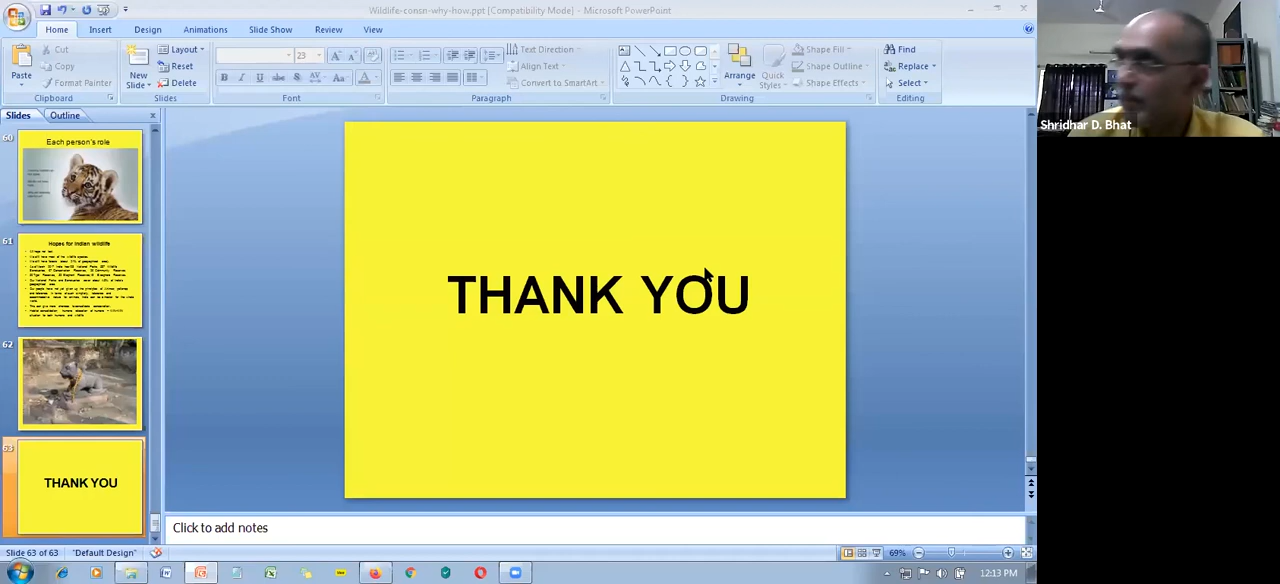 Wildlife-consn-why-how.ppt [Compatibility Mode] - Microsoft PowerPoint
Home Insert Design Animations Slide Show Review View
Cut
Copy
Format Painter
Paste
Clipboard
New
Slide
Layout
Reset
Delete
Slides
23
B I U abc S AV Aa A
Font
Text Direction
Align Text
Convert to SmartArt
Paragraph
Arrange
Quick
Styles
Shape Fill
Shape Outline
Shape Effects
Drawing
Find
Replace
Select
Editing
Shridhar D. Bhat
Slides Outline
60
Each person's role
61
Hopes for Indian wildlife
62
63
THANK YOU
THANK YOU
Click to add notes
Slide 63 of 63 "Default Design" 69%
12:13 PM